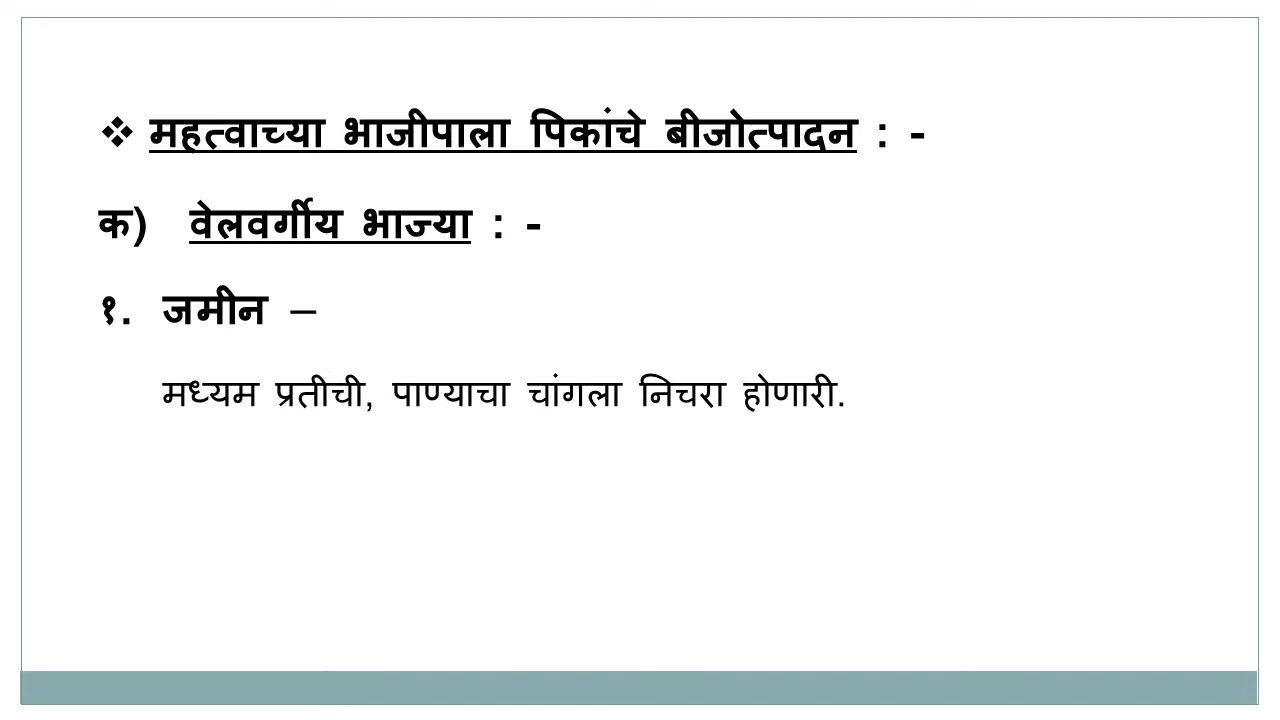 ❖ महत्वाच्या भाजीपाला पिकांचे बीजोत्पादन : -
क) वेलवर्गीय भाज्या : -
१. जमीन –
मध्यम प्रतीची, पाण्याचा चांगला निचरा होणारी.